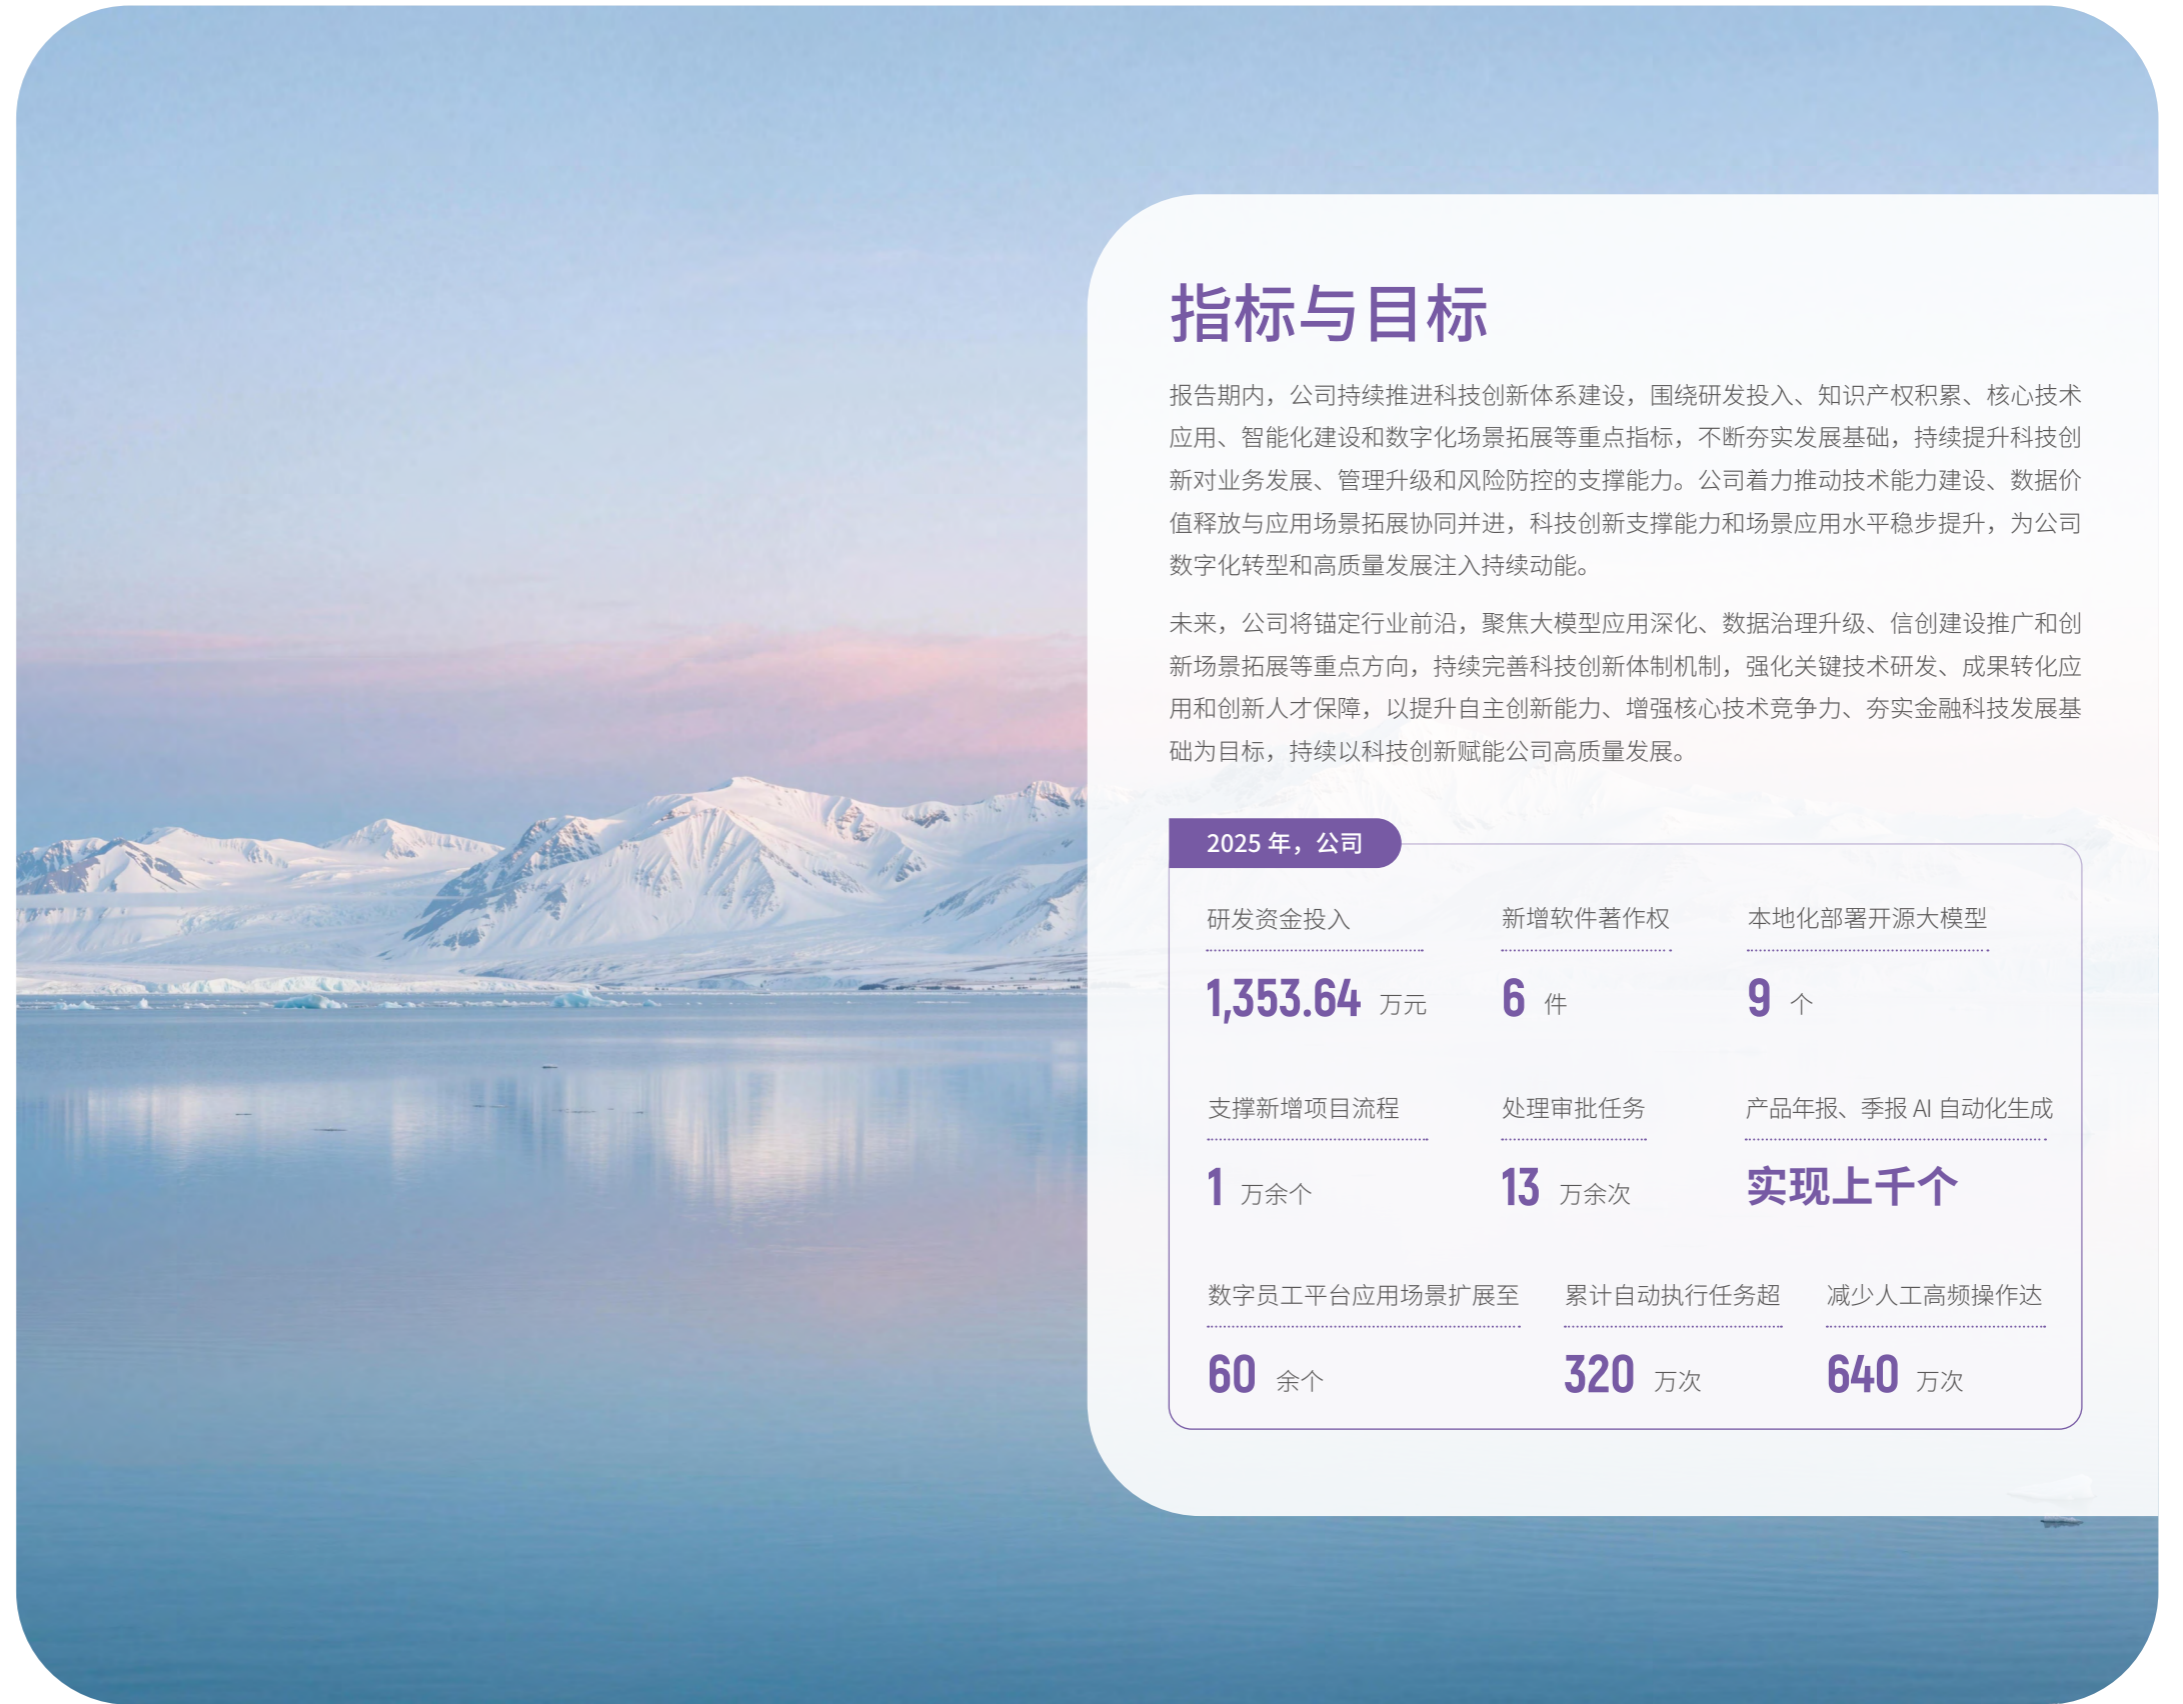 指标与目标
报告期内，公司持续推进科技创新体系建设，围绕研发投入、知识产权积累、核心技术
应用、智能化建设和数字化场景拓展等重点指标，不断夯实发展基础，持续提升科技创
新对业务发展、管理升级和风险防控的支撑能力。公司着力推动技术能力建设、数据价
值释放与应用场景拓展协同并进，科技创新支撑能力和场景应用水平稳步提升，为公司
数字化转型和高质量发展注入持续动能。
未来，公司将锚定行业前沿，聚焦大模型应用深化、数据治理升级、信创建设推广和创
新场景拓展等重点方向，持续完善科技创新体制机制，强化关键技术研发、成果转化应
用和创新人才保障，以提升自主创新能力、增强核心技术竞争力、夯实金融科技发展基
础为目标，持续以科技创新赋能公司高质量发展。
2025 年，公司
研发资金投入
1,353.64 万元
新增软件著作权
6 件
本地化部署开源大模型
9 个
支撑新增项目流程
1 万余个
处理审批任务
13 万余次
产品年报、季报 AI 自动化生成
实现上千个
数字员工平台应用场景扩展至
60 余个
累计自动执行任务超
320 万次
减少人工高频操作达
640 万次